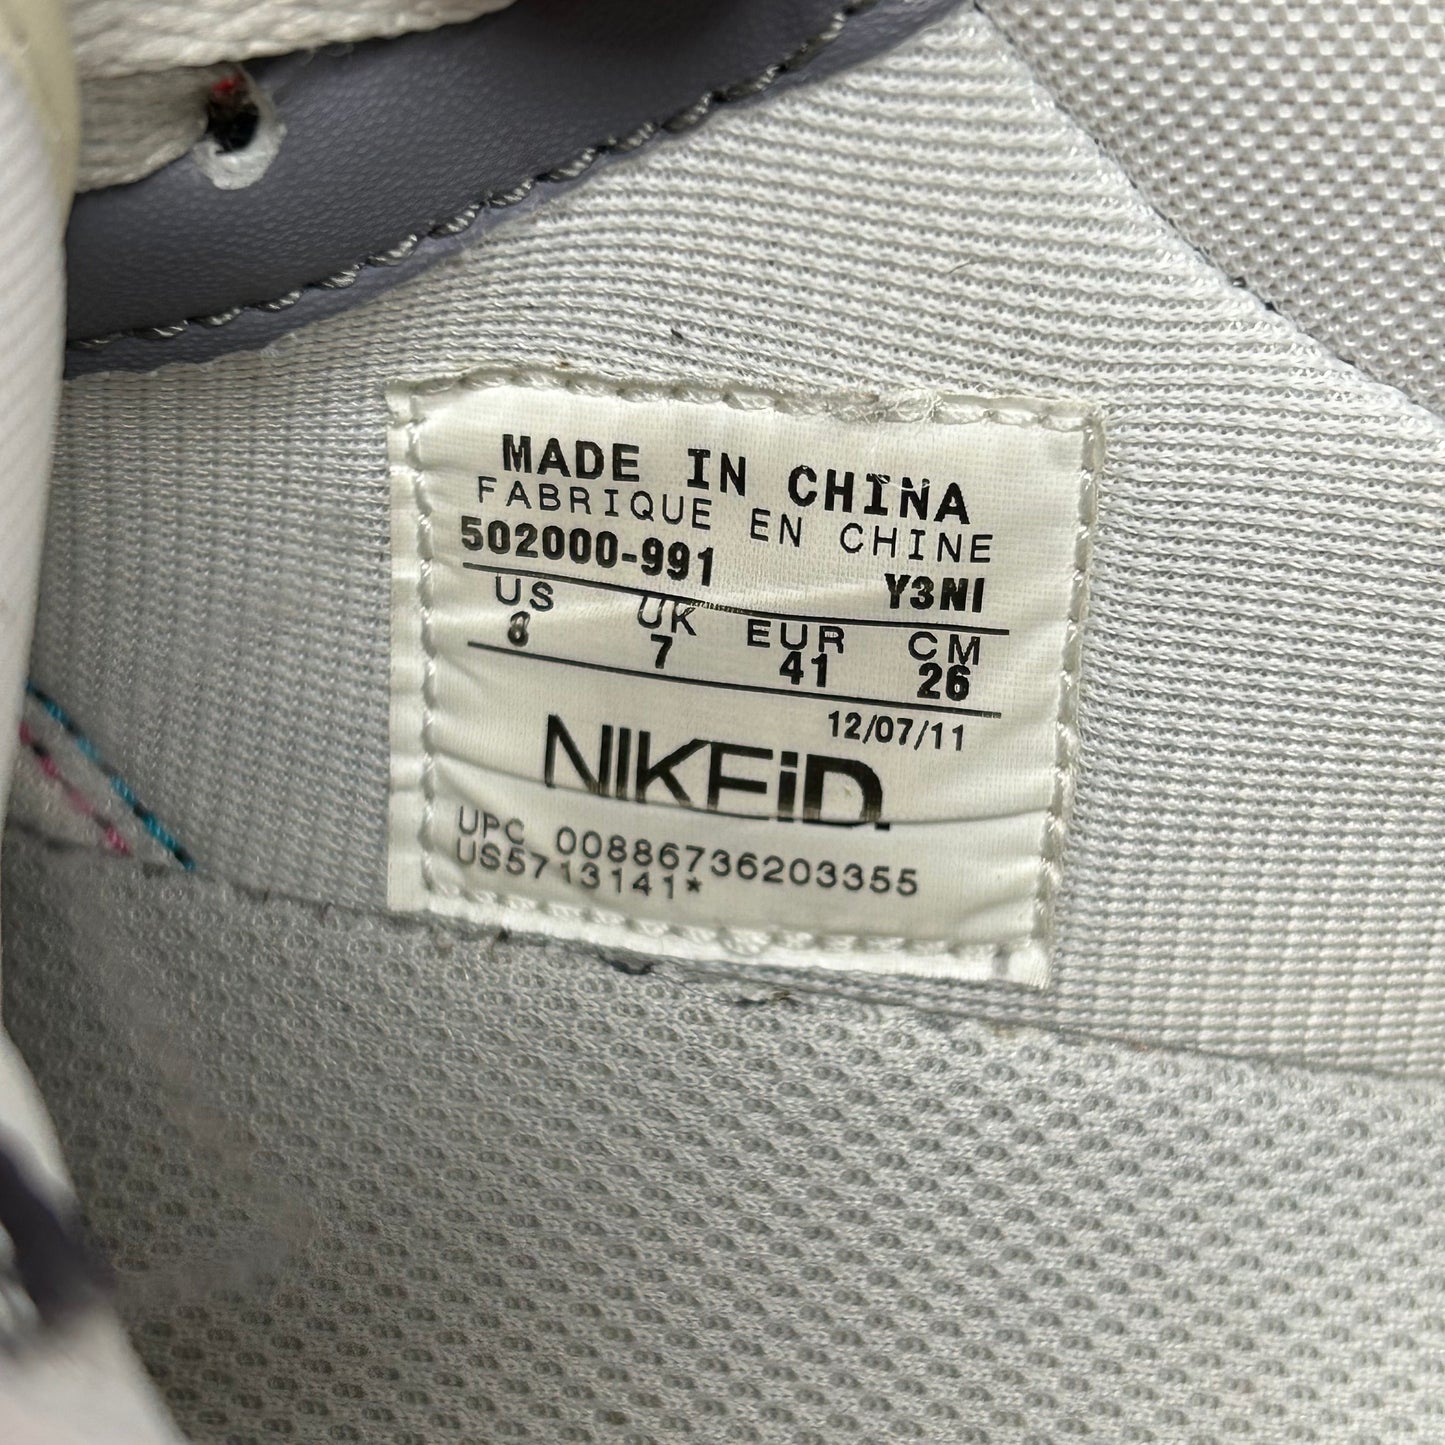 MADE IN CHINA
FABRIQUE EN CHINE
502000-991 Y3NI
US UK EUR CM
8 7 41 26
12/07/11
NIKEiD.
UPC 00886736203355
US5713141*